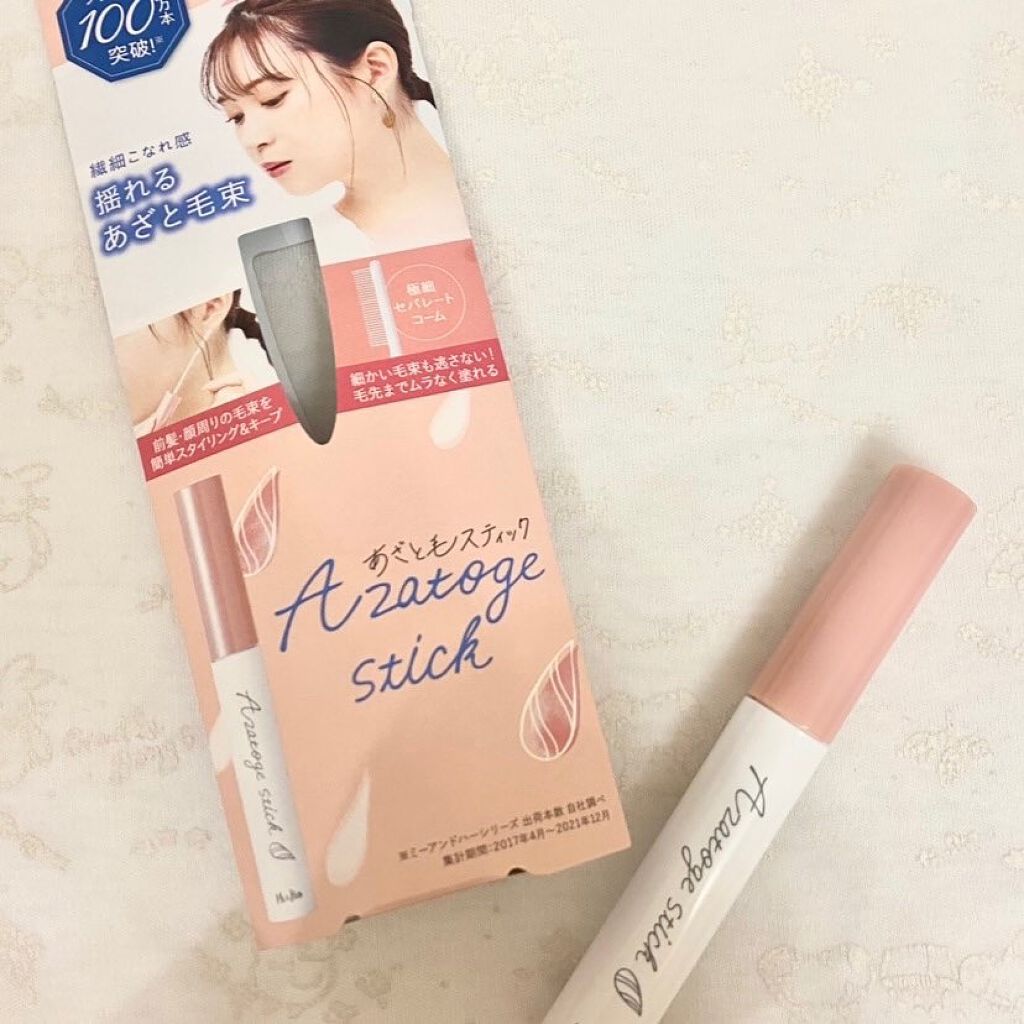 100万本
突破!※
繊細こなれ感
揺れる
あざと毛束
極細
セパレート
コーム
細かい毛束も逃さない!
毛先までムラなく塗れる
前髪・顔周りの毛束を
簡単スタイリング&キープ
あざと毛スティック
Azatoge
stick
Azatoge stick
※ミーアンドハーシリーズ 出荷本数 自社調べ
集計期間:2017年4月〜2021年12月
Azatoge stick